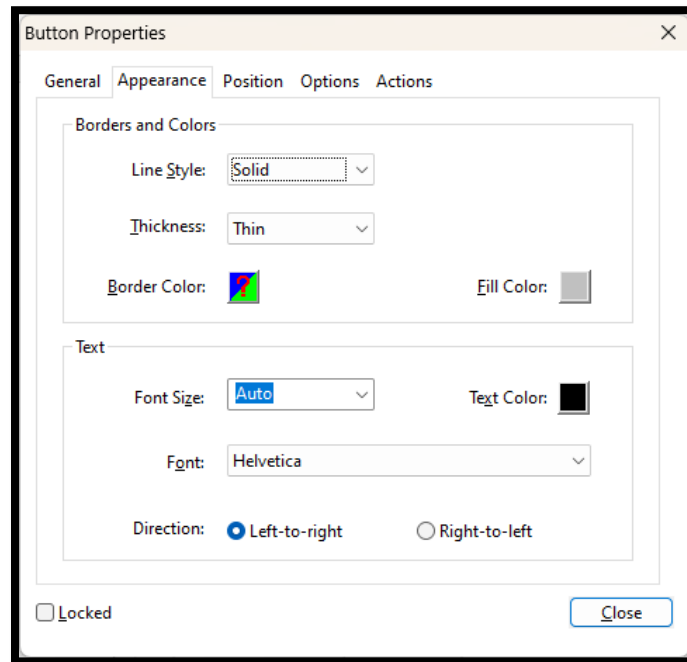 Button Properties
General Appearance Position Options Actions
Borders and Colors
Line Style: Solid
Thickness: Thin
Border Color: ? Fill Color:
Text
Font Size: Auto Text Color:
Font: Helvetica
Direction: Left-to-right Right-to-left
Locked Close